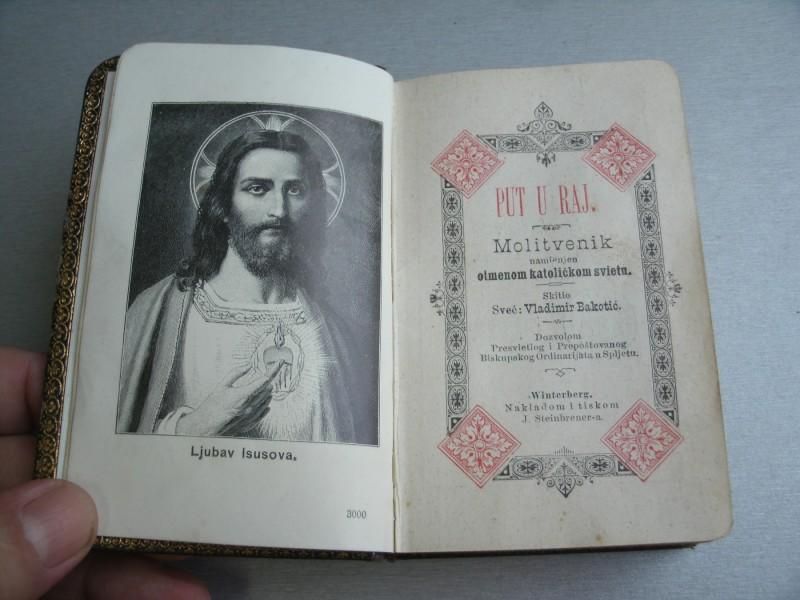 Ljubav Isusova.
3000
PUT U RAJ.
Molitvenik
namienjen
otmenom katoličkom svietu.
Skitio
Sveć: Vladimir Bakotić.
Dozvolom
Presvietlog i Prepoštovanog
Biskupskog Ordinarijata u Spljetu.
Winterberg.
Nakladom i tiskom
J. Steinbrener-a.